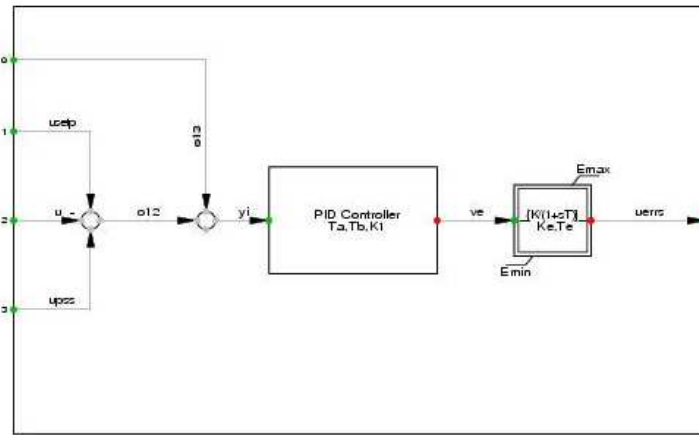 0
o13
1
usetp
Emax
PID Controller
Ta,Tb,K1
[K/(1+sT)]
Ke,Te
2
u
-
o12
yi
ve
uerrs
Emin
3
upss